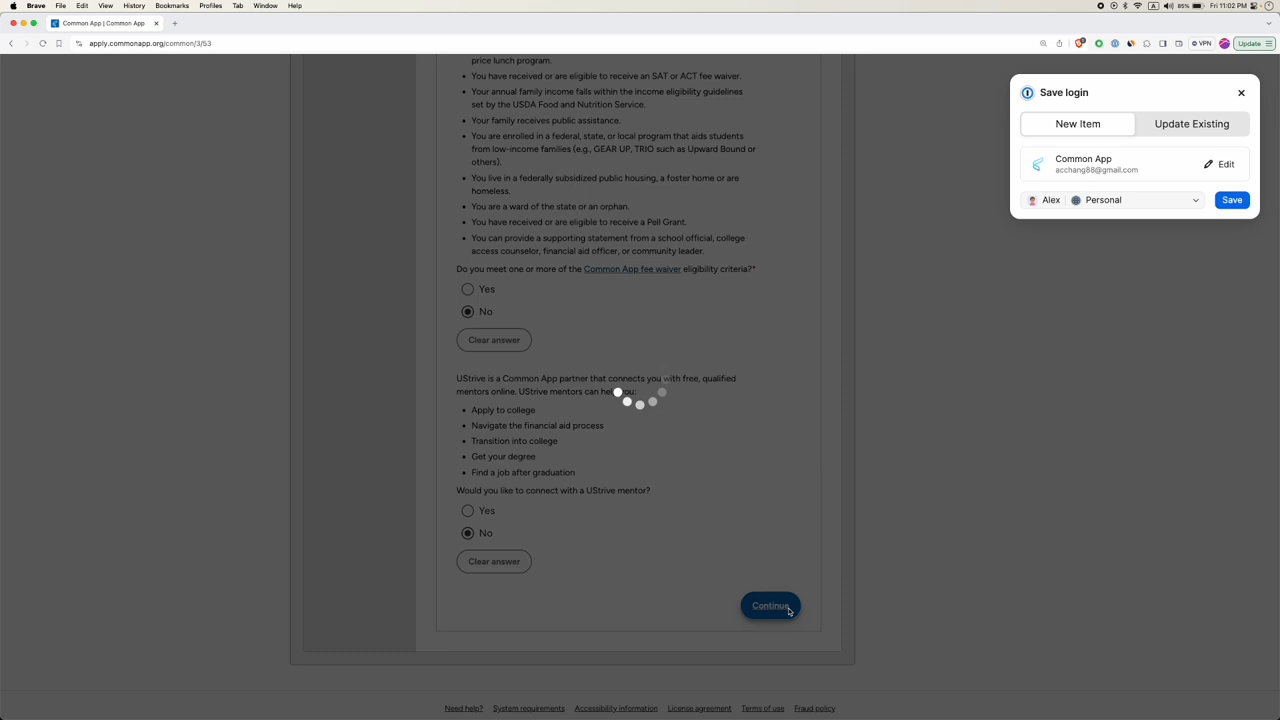 Brave File Edit View History Bookmarks Profiles Tab Window Help
A 85% Fri 11:02 PM
Common App | Common App
apply.commonapp.org/common/3/53
VPN Update
Save login
New Item Update Existing
Common App
acchang88@gmail.com
Edit
Alex Personal
Save
price lunch program.
• You have received or are eligible to receive an SAT or ACT fee waiver.
• Your annual family income falls within the income eligibility guidelines
set by the USDA Food and Nutrition Service.
• Your family receives public assistance.
• You are enrolled in a federal, state, or local program that aids students
from low-income families (e.g., GEAR UP, TRIO such as Upward Bound or
others).
• You live in a federally subsidized public housing, a foster home or are
homeless.
• You are a ward of the state or an orphan.
• You have received or are eligible to receive a Pell Grant.
• You can provide a supporting statement from a school official, college
access counselor, financial aid officer, or community leader.
Do you meet one or more of the Common App fee waiver eligibility criteria?*
Yes
No
Clear answer
UStrive is a Common App partner that connects you with free, qualified
mentors online. UStrive mentors can help you:
• Apply to college
• Navigate the financial aid process
• Transition into college
• Get your degree
• Find a job after graduation
Would you like to connect with a UStrive mentor?
Yes
No
Clear answer
Continue
Need help? System requirements Accessibility information License agreement Terms of use Fraud policy